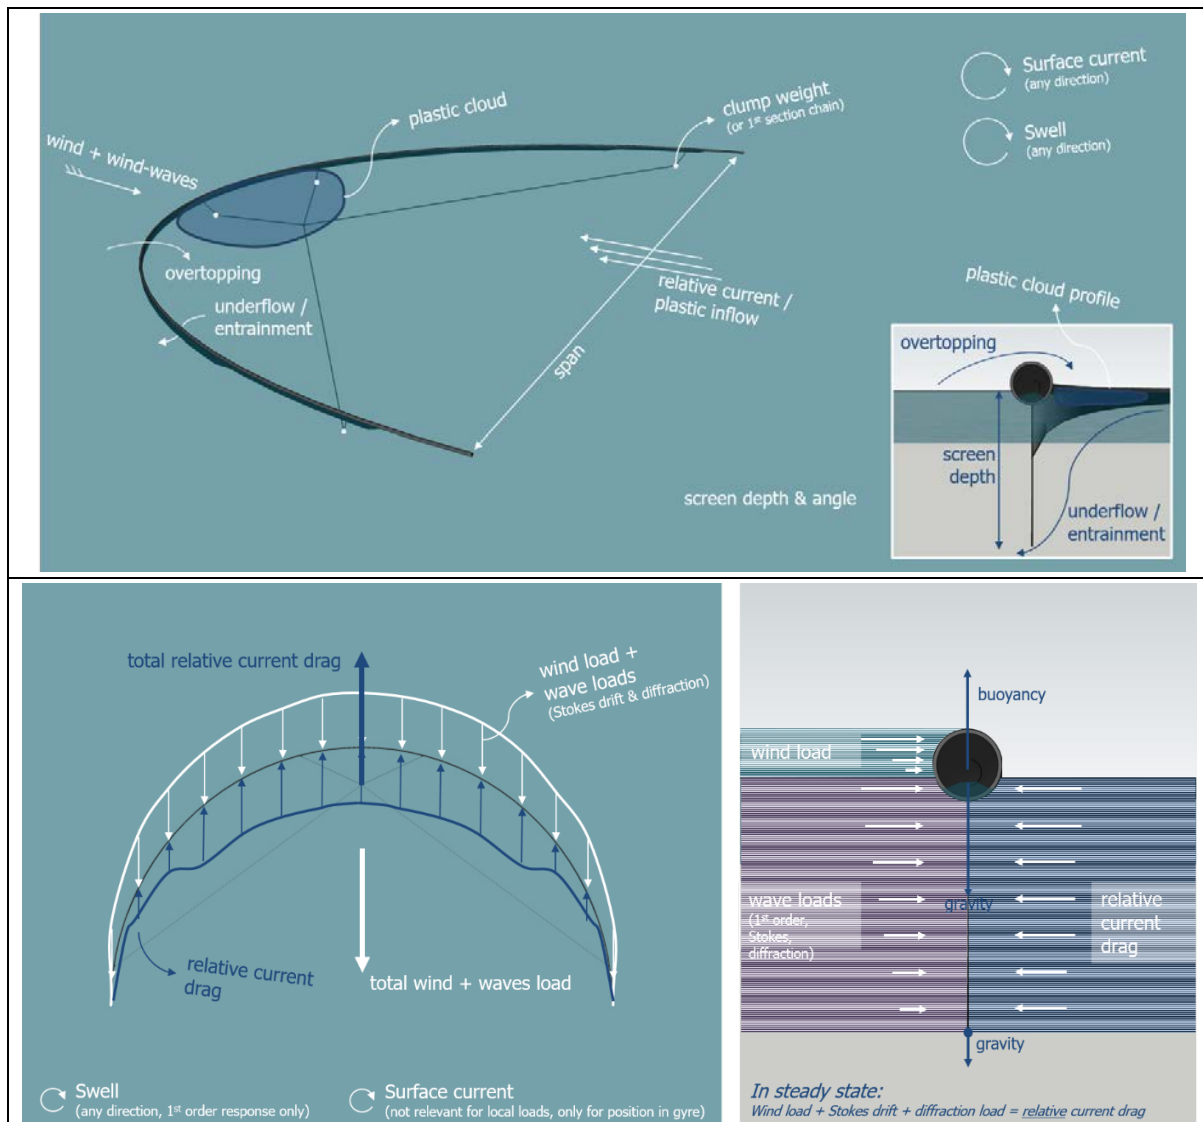 Surface current
(any direction)
Swell
(any direction)
clump weight
(or 1st section chain)
plastic cloud
wind + wind-waves
overtopping
underflow /
entrainment
relative current /
plastic inflow
span
screen depth & angle
plastic cloud profile
overtopping
screen
depth
underflow /
entrainment
total relative current drag
wind load +
wave loads
(Stokes drift & diffraction)
relative current
drag
total wind + waves load
Swell
(any direction, 1st order response only)
Surface current
(not relevant for local loads, only for position in gyre)
buoyancy
wind load
gravity
wave loads
(1st order,
Stokes,
diffraction)
relative
current
drag
gravity
In steady state:
Wind load + Stokes drift + diffraction load = relative current drag